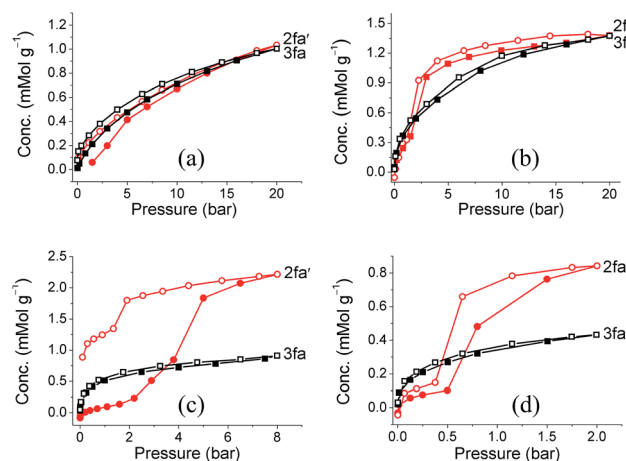 Conc. (mMol g⁻¹)
1.2
1.0
0.8
0.6
0.4
0.2
0.0
2fa′
3fa
(a)
0 5 10 15 20
Pressure (bar)
Conc. (mMol g⁻¹)
1.5
1.2
0.9
0.6
0.3
0.0
2fa
3fa
(b)
0 5 10 15 20
Pressure (bar)
Conc. (mMol g⁻¹)
2.5
2.0
1.5
1.0
0.5
0.0
2fa′
3fa
(c)
0 2 4 6 8
Pressure (bar)
Conc. (mMol g⁻¹)
0.8
0.6
0.4
0.2
0.0
2fa′
3fa
(d)
0.0 0.5 1.0 1.5 2.0
Pressure (bar)